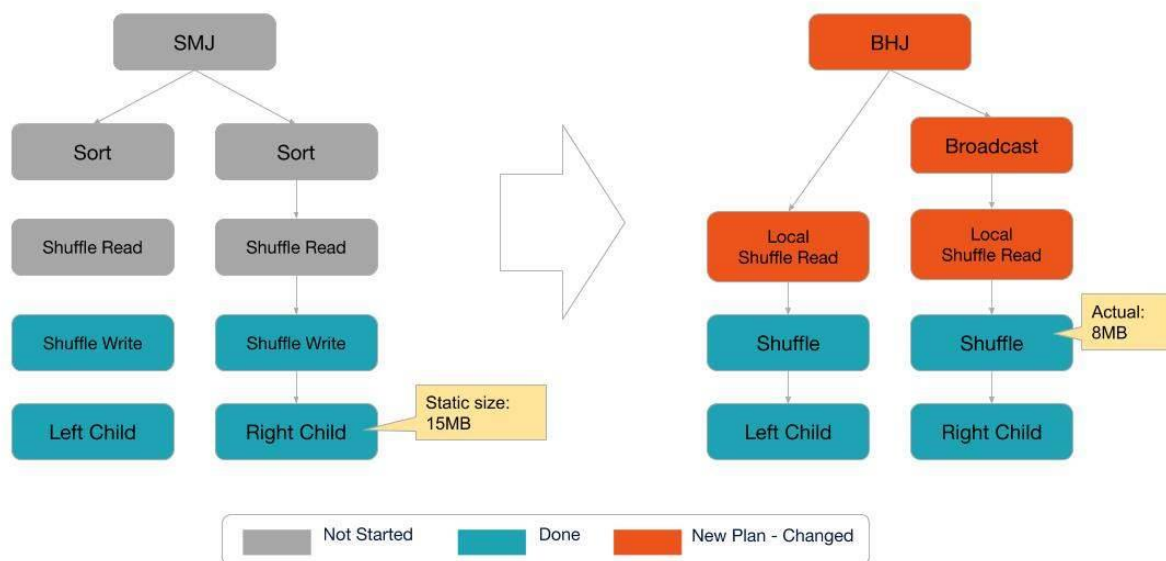 SMJ
BHJ
Sort
Sort
Broadcast
Shuffle Read
Shuffle Read
Local
Shuffle Read
Local
Shuffle Read
Shuffle Write
Shuffle Write
Shuffle
Shuffle
Actual:
8MB
Left Child
Right Child
Static size:
15MB
Left Child
Right Child
Not Started
Done
New Plan - Changed